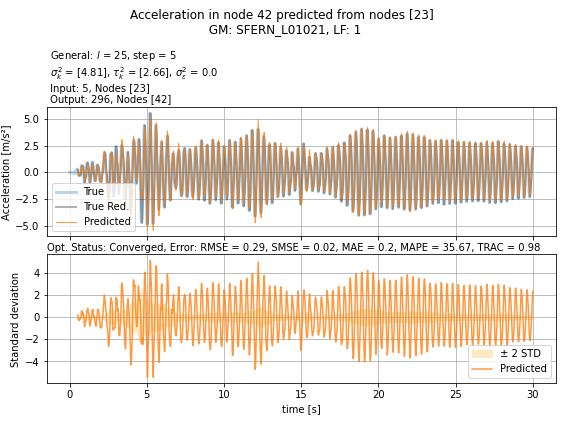 Acceleration in node 42 predicted from nodes [23]
GM: SFERN_L01021, LF: 1
General: l = 25, step = 5
σ²ₖ = [4.81], τ²ₖ = [2.66], σ²ε = 0.0
Input: 5, Nodes [23]
Output: 296, Nodes [42]
Acceleration [m/s²]
5.0
2.5
0.0
−2.5
−5.0
True
True Red.
Predicted
Opt. Status: Converged, Error: RMSE = 0.29, SMSE = 0.02, MAE = 0.2, MAPE = 35.67, TRAC = 0.98
Standard deviation
4
2
0
−2
−4
± 2 STD
Predicted
0 5 10 15 20 25 30
time [s]